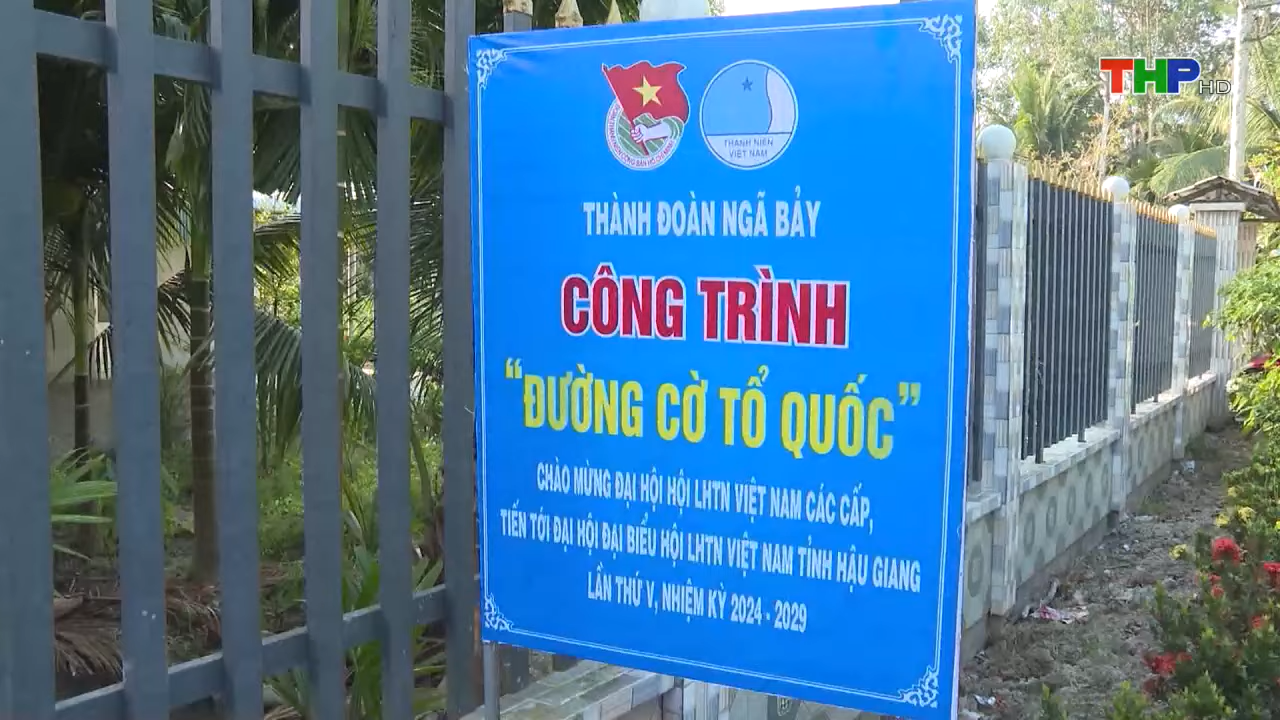 THP HD
THANH NIÊN
VIỆT NAM
THÀNH ĐOÀN NGÃ BẢY
CÔNG TRÌNH
“ĐƯỜNG CỜ TỔ QUỐC”
CHÀO MỪNG ĐẠI HỘI HỘI LHTN VIỆT NAM CÁC CẤP,
TIẾN TỚI ĐẠI HỘI ĐẠI BIỂU HỘI LHTN VIỆT NAM TỈNH HẬU GIANG
LẦN THỨ V, NHIỆM KỲ 2024 - 2029